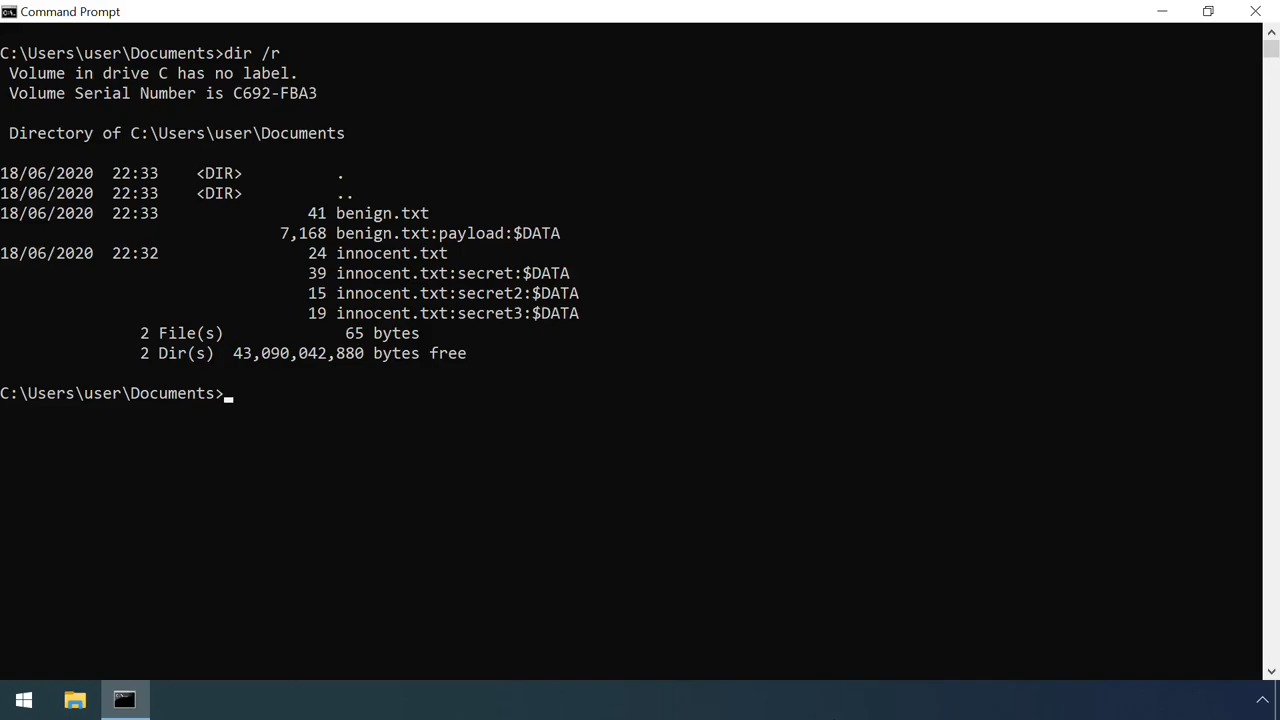 Command Prompt
C:\Users\user\Documents>dir /r
 Volume in drive C has no label.
 Volume Serial Number is C692-FBA3
 Directory of C:\Users\user\Documents
18/06/2020  22:33    <DIR>          .
18/06/2020  22:33    <DIR>          ..
18/06/2020  22:33                41 benign.txt
                              7,168 benign.txt:payload:$DATA
18/06/2020  22:32                24 innocent.txt
                                 39 innocent.txt:secret:$DATA
                                 15 innocent.txt:secret2:$DATA
                                 19 innocent.txt:secret3:$DATA
               2 File(s)             65 bytes
               2 Dir(s)  43,090,042,880 bytes free
C:\Users\user\Documents>